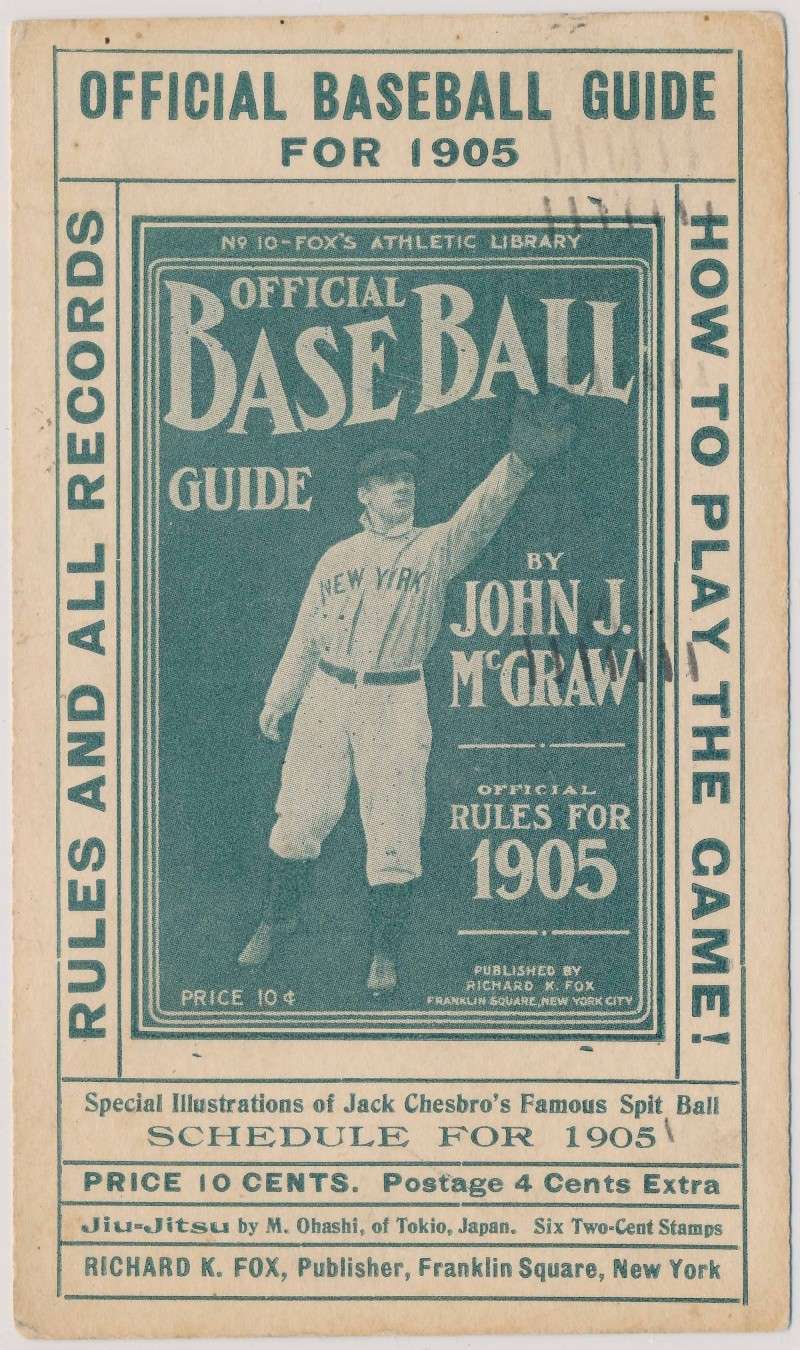 OFFICIAL BASEBALL GUIDE
FOR 1905
RULES AND ALL RECORDS
Nº 10-FOX'S ATHLETIC LIBRARY
OFFICIAL
BASE BALL
GUIDE
NEW YORK
BY
JOHN J.
McGRAW
OFFICIAL
RULES FOR
1905
PRICE 10¢
PUBLISHED BY
RICHARD K FOX
FRANKLIN SQUARE, NEW YORK CITY
HOW TO PLAY THE GAME!
Special Illustrations of Jack Chesbro's Famous Spit Ball
SCHEDULE FOR 1905
PRICE 10 CENTS. Postage 4 Cents Extra
Jiu-Jitsu by M. Ohashi, of Tokio, Japan. Six Two-Cent Stamps
RICHARD K. FOX, Publisher, Franklin Square, New York